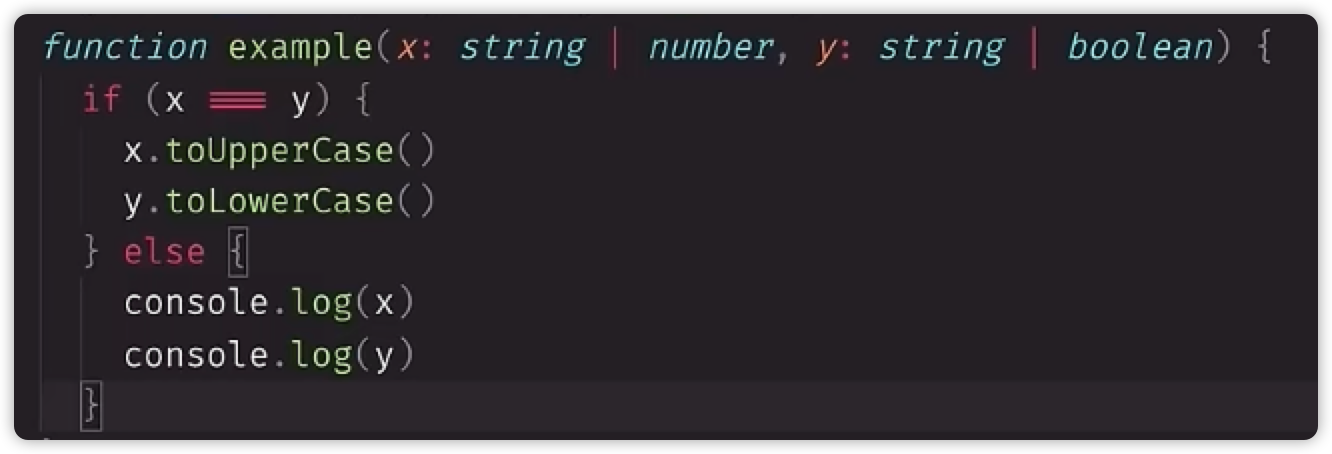 function example(x: string | number, y: string | boolean) {
  if (x === y) {
    x.toUpperCase()
    y.toLowerCase()
  } else {
    console.log(x)
    console.log(y)
  }